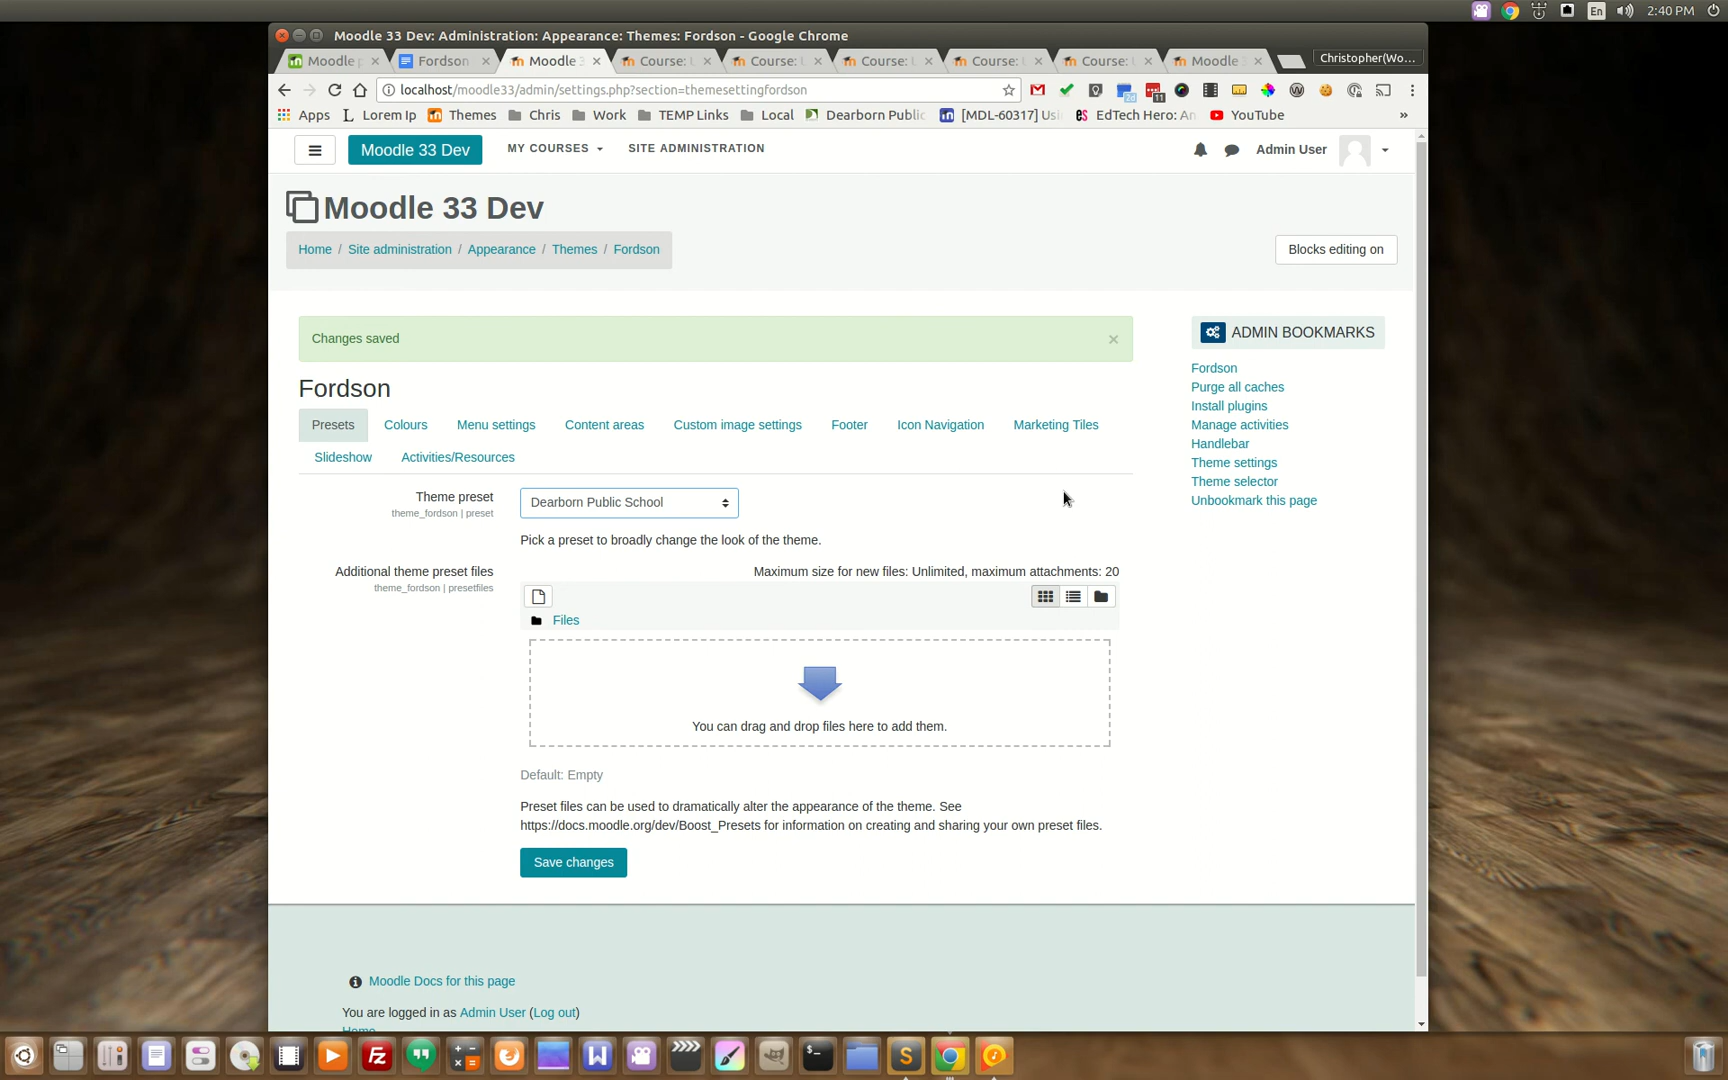 En 2:40 PM
Moodle 33 Dev: Administration: Appearance: Themes: Fordson - Google Chrome
Moodle Fordson Moodle Course: Course: Course: Course: Course: Moodle Christopher(Wo...
localhost/moodle33/admin/settings.php?section=themesettingfordson
Apps Lorem Ip Themes Chris Work TEMP Links Local Dearborn Public [MDL-60317] EdTech Hero: YouTube »
Moodle 33 Dev MY COURSES SITE ADMINISTRATION Admin User
Moodle 33 Dev
Home / Site administration / Appearance / Themes / Fordson
Blocks editing on
Changes saved ×
ADMIN BOOKMARKS
Fordson
Purge all caches
Install plugins
Manage activities
Handlebar
Theme settings
Theme selector
Unbookmark this page
Fordson
Presets Colours Menu settings Content areas Custom image settings Footer Icon Navigation Marketing Tiles
Slideshow Activities/Resources
Theme preset
theme_fordson | preset
Dearborn Public School
Pick a preset to broadly change the look of the theme.
Additional theme preset files
theme_fordson | presetfiles
Maximum size for new files: Unlimited, maximum attachments: 20
Files
You can drag and drop files here to add them.
Default: Empty
Preset files can be used to dramatically alter the appearance of the theme. See
https://docs.moodle.org/dev/Boost_Presets for information on creating and sharing your own preset files.
Save changes
Moodle Docs for this page
You are logged in as Admin User (Log out)
Home